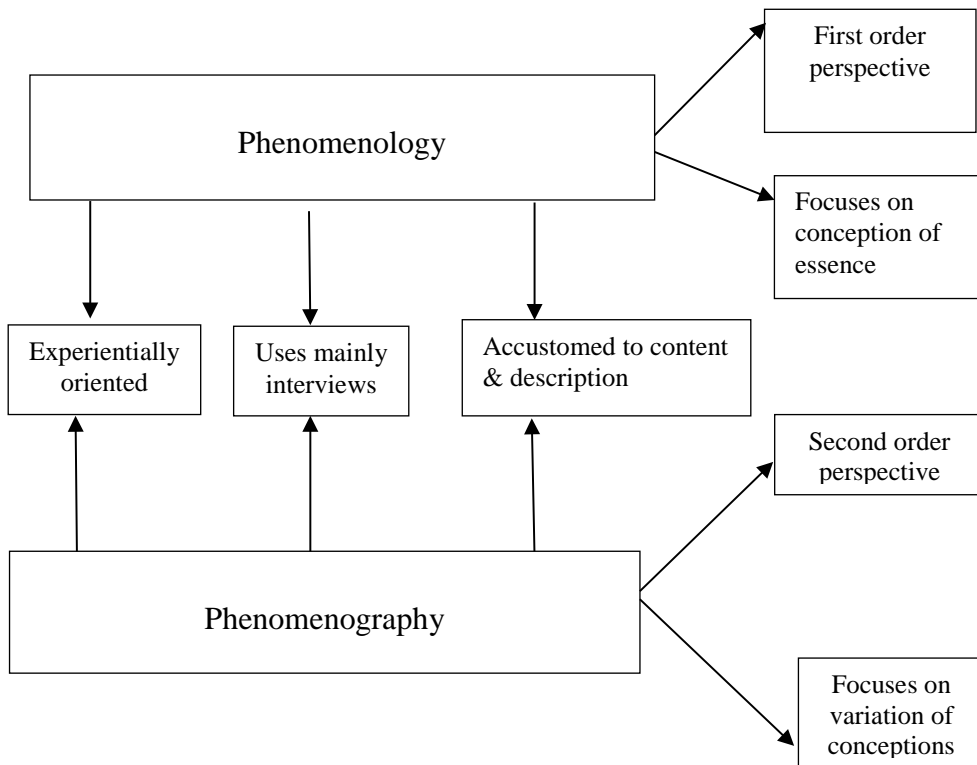 First order
perspective
Phenomenology
Focuses on
conception of
essence
Experientially
oriented
Uses mainly
interviews
Accustomed to content
& description
Second order
perspective
Phenomenography
Focuses on
variation of
conceptions